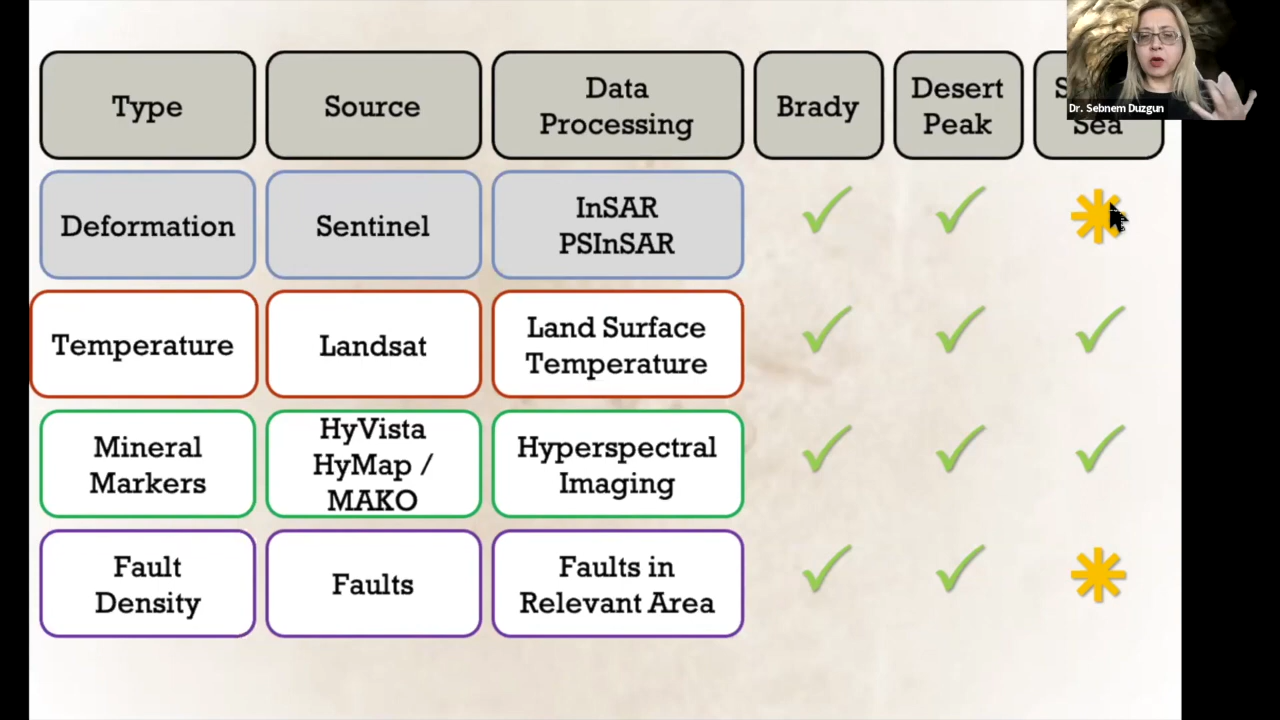 Type
Source
Data
Processing
Brady
Desert
Peak
Sea
Dr. Sebnem Duzgun
Deformation
Sentinel
InSAR
PSInSAR
Temperature
Landsat
Land Surface
Temperature
Mineral
Markers
HyVista
HyMap /
MAKO
Hyperspectral
Imaging
Fault
Density
Faults
Faults in
Relevant Area